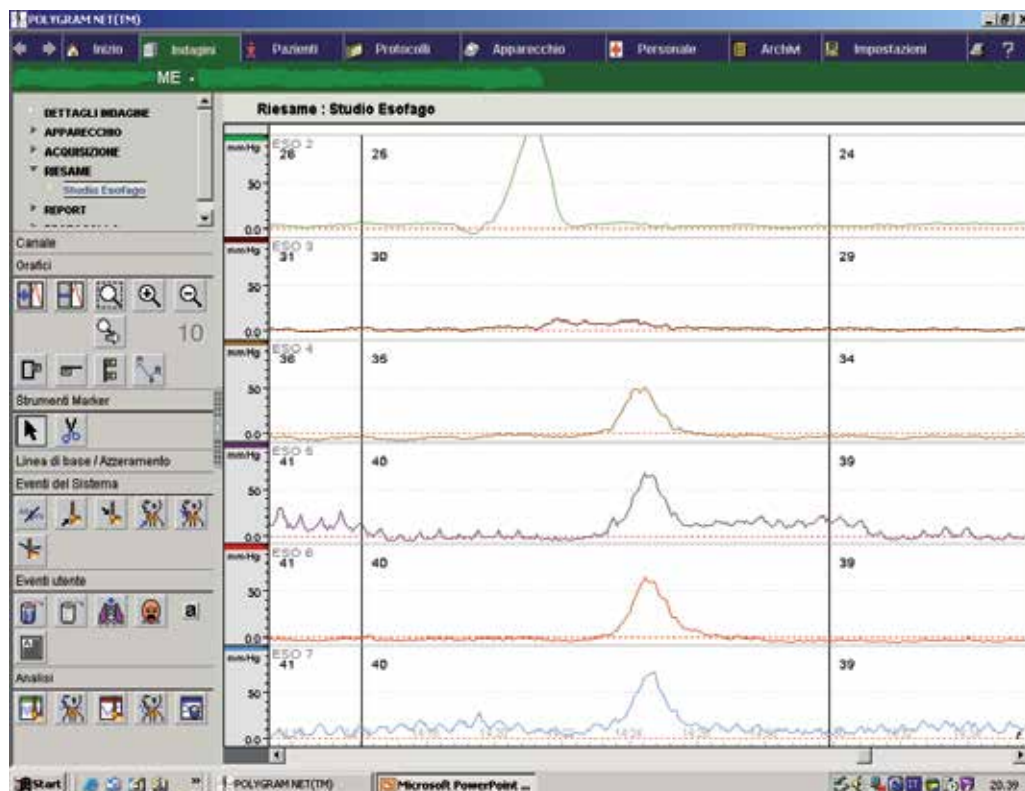 POLYGRAM NET(TM)
Inizio Indagini Pazienti Protocolli Apparecchio Personale Archivi Impostazioni ?
ME -
DETTAGLI INDAGINE
APPARECCHIO
ACQUISIZIONE
RIESAME
Studio Esofago
REPORT
Canale
Grafici
10
Strumenti Marker
Linea di base / Azzeramento
Eventi del Sistema
Eventi utente
a
Analisi
Riesame : Studio Esofago
mmHg ESO 2
26 26 24
50
0.0
mmHg ESO 3
31 30 29
50
0.0
mmHg ESO 4
36 35 34
50
0.0
mmHg ESO 5
41 40 39
50
0.0
mmHg ESO 6
41 40 39
50
0.0
mmHg ESO 7
41 40 39
50
0.0
Start POLYGRAM NET(TM) Microsoft PowerPoint ... 20.39